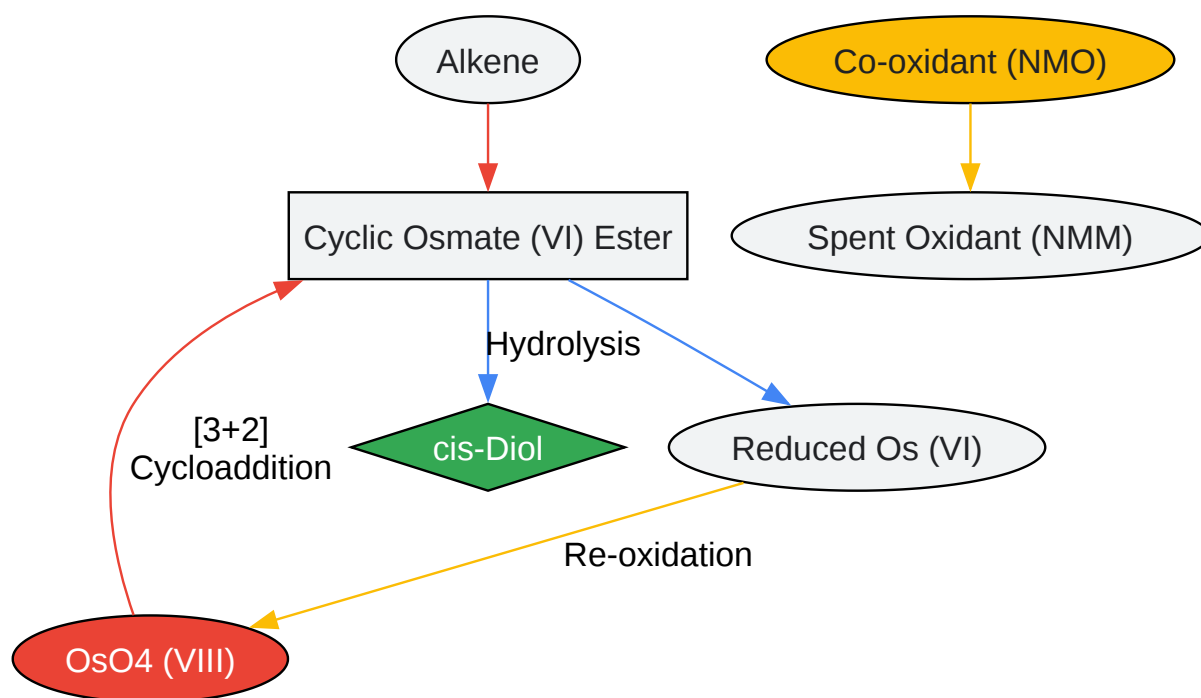 Alkene
Co-oxidant (NMO)
Cyclic Osmate (VI) Ester
Spent Oxidant (NMM)
Hydrolysis
[3+2]
Cycloaddition
cis-Diol
Reduced Os (VI)
Re-oxidation
OsO4 (VIII)